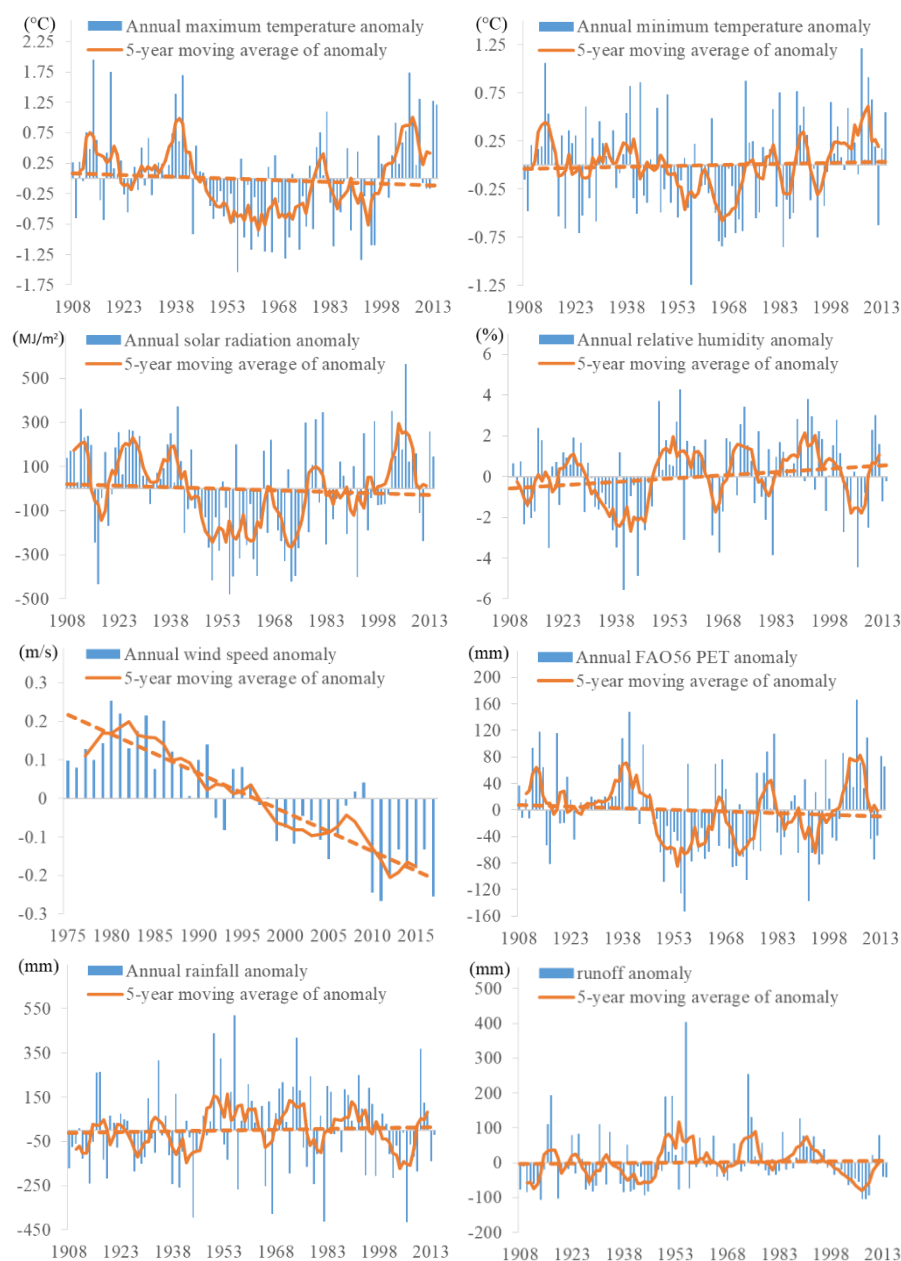 (°C)
Annual maximum temperature anomaly
5-year moving average of anomaly
2.25
1.75
1.25
0.75
0.25
-0.25
-0.75
-1.25
-1.75
1908 1923 1938 1953 1968 1983 1998 2013
(°C)
Annual minimum temperature anomaly
5-year moving average of anomaly
1.25
0.75
0.25
-0.25
-0.75
-1.25
1908 1923 1938 1953 1968 1983 1998 2013
(MJ/m²)
Annual solar radiation anomaly
5-year moving average of anomaly
500
300
100
-100
-300
-500
1908 1923 1938 1953 1968 1983 1998 2013
(%)
Annual relative humidity anomaly
5-year moving average of anomaly
6
4
2
0
-2
-4
-6
1908 1923 1938 1953 1968 1983 1998 2013
(m/s)
Annual wind speed anomaly
5-year moving average of anomaly
0.3
0.2
0.1
0
-0.1
-0.2
-0.3
1975 1980 1985 1990 1995 2000 2005 2010 2015
(mm)
Annual FAO56 PET anomaly
5-year moving average of anomaly
200
160
120
80
40
0
-40
-80
-120
-160
1908 1923 1938 1953 1968 1983 1998 2013
(mm)
Annual rainfall anomaly
5-year moving average of anomaly
550
350
150
-50
-250
-450
1908 1923 1938 1953 1968 1983 1998 2013
(mm)
runoff anomaly
5-year moving average of anomaly
500
400
300
200
100
0
-100
-200
1908 1923 1938 1953 1968 1983 1998 2013